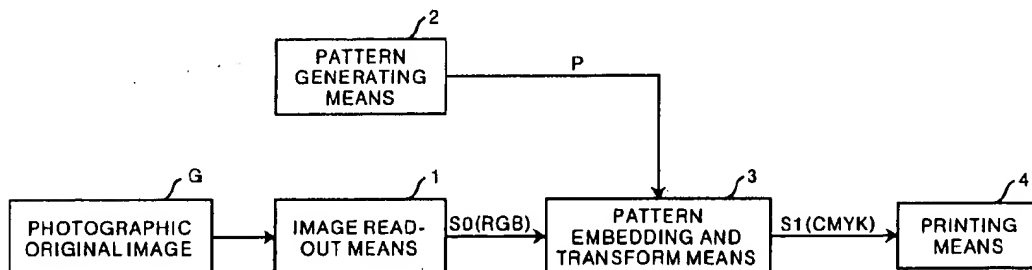 2
PATTERN
GENERATING
MEANS
P
G
1
3
4
PHOTOGRAPHIC
ORIGINAL IMAGE
IMAGE READ-
OUT MEANS
S0(RGB)
PATTERN
EMBEDDING AND
TRANSFORM MEANS
S1(CMYK)
PRINTING
MEANS